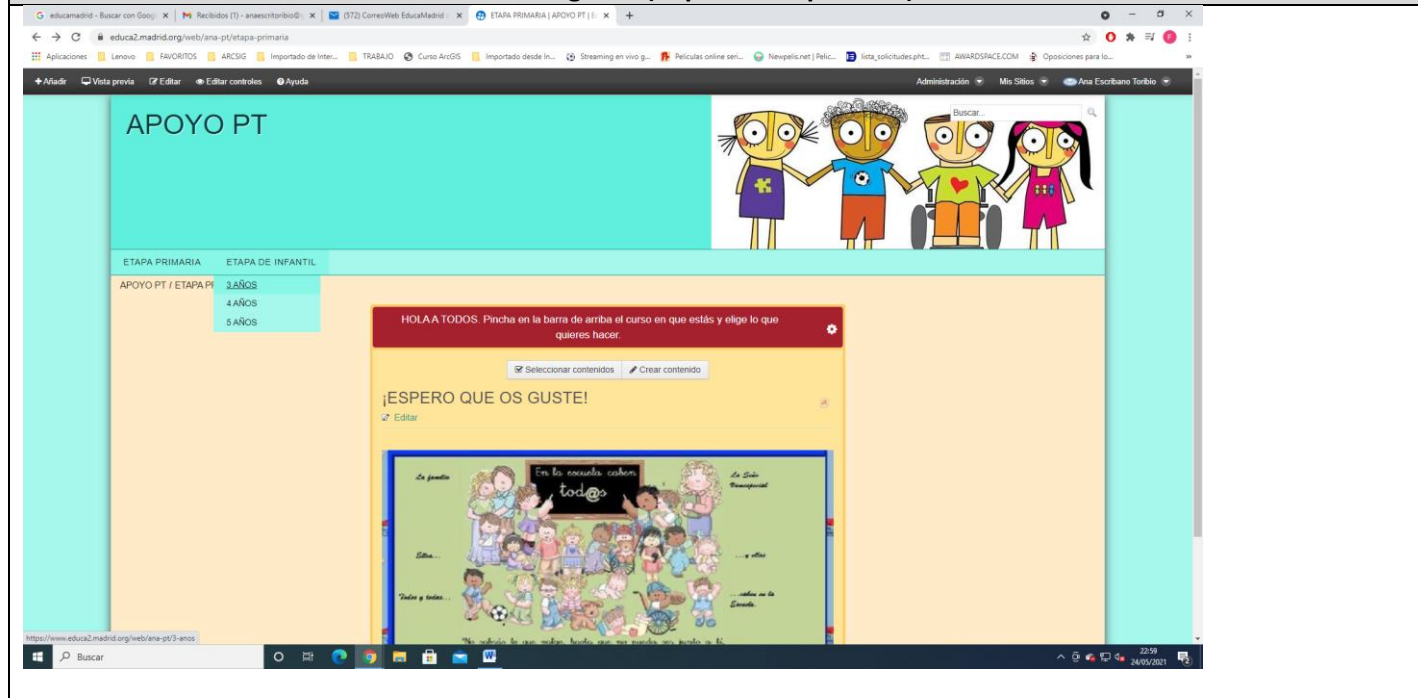 educamadrid - Buscar con Goog
Recibidos (1) - anaescritoribio@
(572) CorreoWeb EducaMadrid
ETAPA PRIMARIA | APOYO PT | E
educa2.madrid.org/web/ana-pt/etapa-primaria
Aplicaciones Lenovo FAVORITOS ARCSIG Importado de Inter... TRABAJO Curso ArcGIS Importado desde In... Streaming en vivo g... Películas online seri... Newpelis.net | Pelic... lista_solicitudes.pht... AWARDSPACE.COM Oposiciones para lo...
Añadir Vista previa Editar Editar controles Ayuda Administración Mis Sitios Ana Escribano Toribio
APOYO PT
Buscar...
ETAPA PRIMARIA ETAPA DE INFANTIL
APOYO PT / ETAPA PR
3 AÑOS
4 AÑOS
5 AÑOS
HOLA A TODOS. Pincha en la barra de arriba el curso en que estás y elige lo que
quieres hacer.
Seleccionar contenidos Crear contenido
¡ESPERO QUE OS GUSTE!
Editar
La familia
En la escuela caben
tod@s
La Seño
Ellos...
...y ellas
Todos y todas...
...caben en la
Escuela.
https://www.educa2.madrid.org/web/ana-pt/3-anos
Buscar
22:59
24/05/2021
2